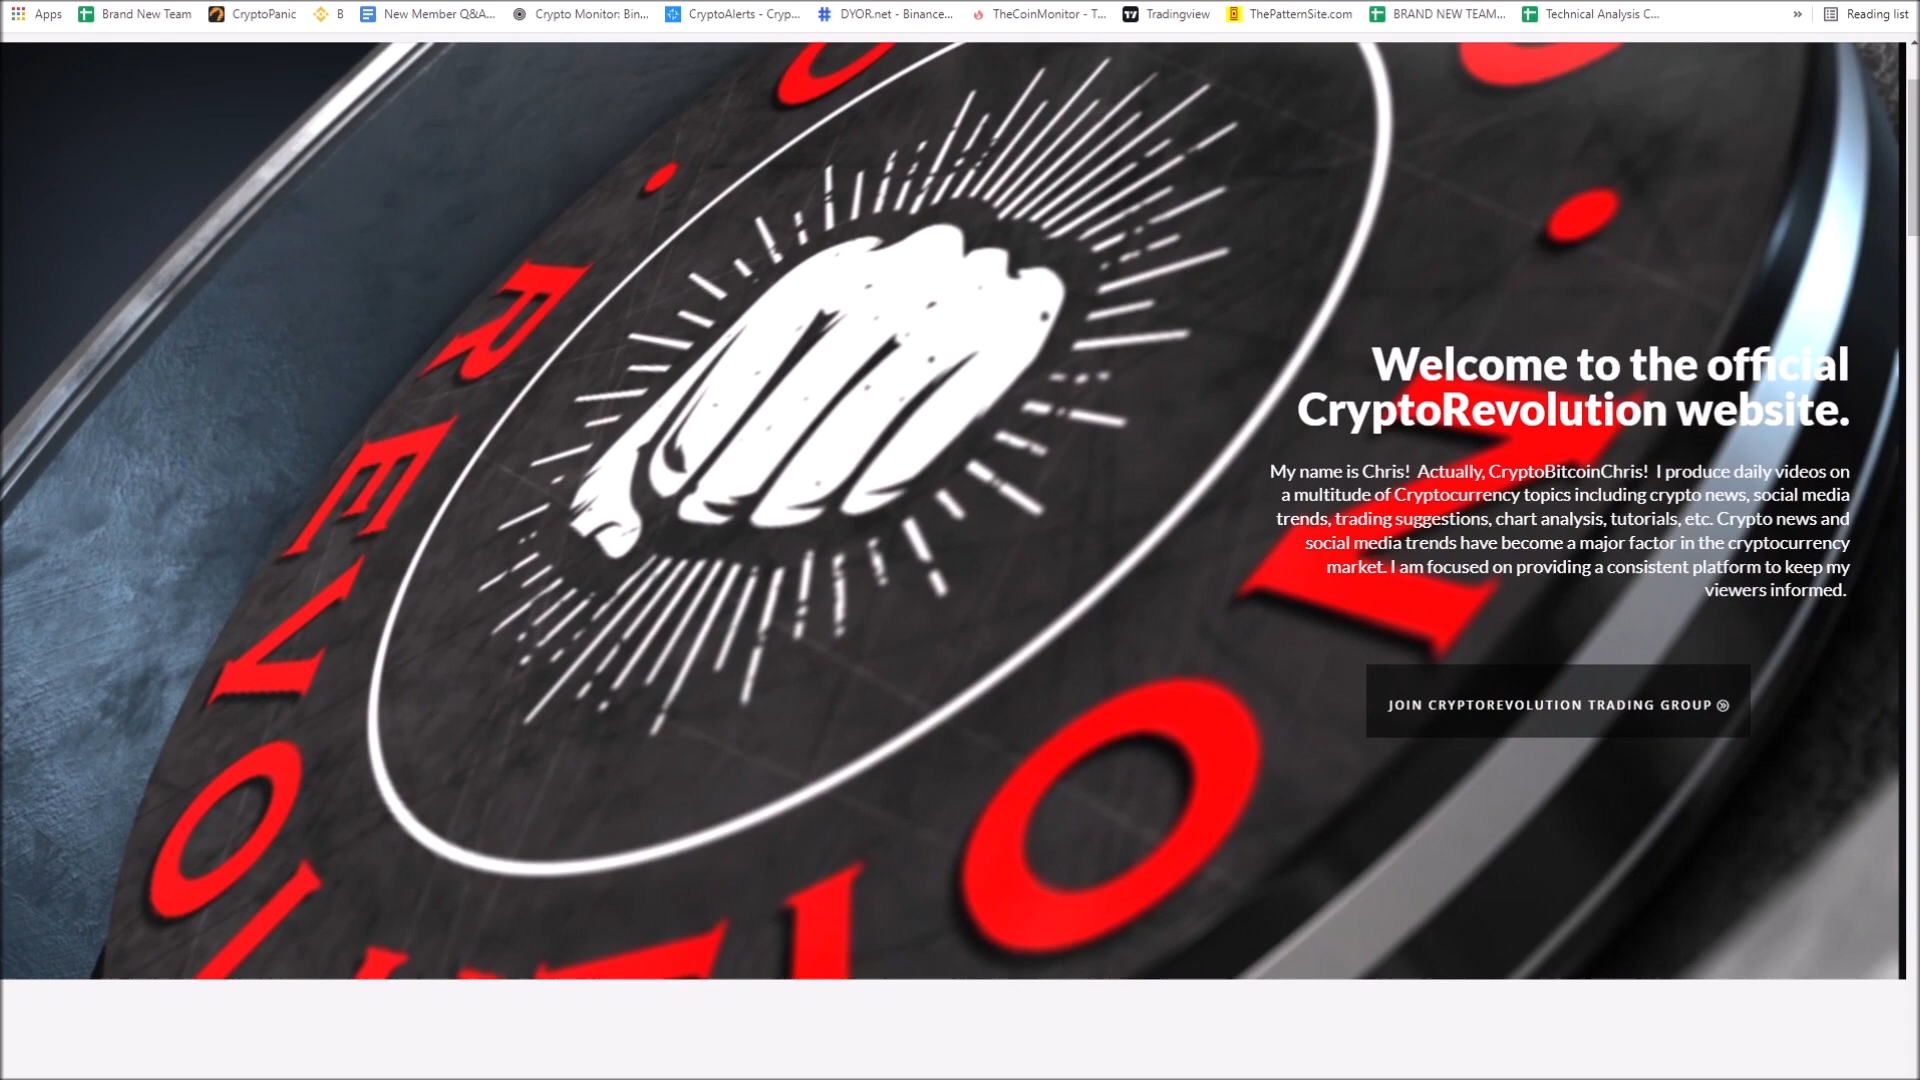 Apps Brand New Team CryptoPanic B New Member Q&A... Crypto Monitor: Bin... CryptoAlerts - Cryp... DYOR.net - Binance... TheCoinMonitor - T... Tradingview ThePatternSite.com BRAND NEW TEAM... Technical Analysis C... » Reading list
REVOL
TION
Welcome to the official
CryptoRevolution website.
My name is Chris! Actually, CryptoBitcoinChris! I produce daily videos on
a multitude of Cryptocurrency topics including crypto news, social media
trends, trading suggestions, chart analysis, tutorials, etc. Crypto news and
social media trends have become a major factor in the cryptocurrency
market. I am focused on providing a consistent platform to keep my
viewers informed.
JOIN CRYPTOREVOLUTION TRADING GROUP